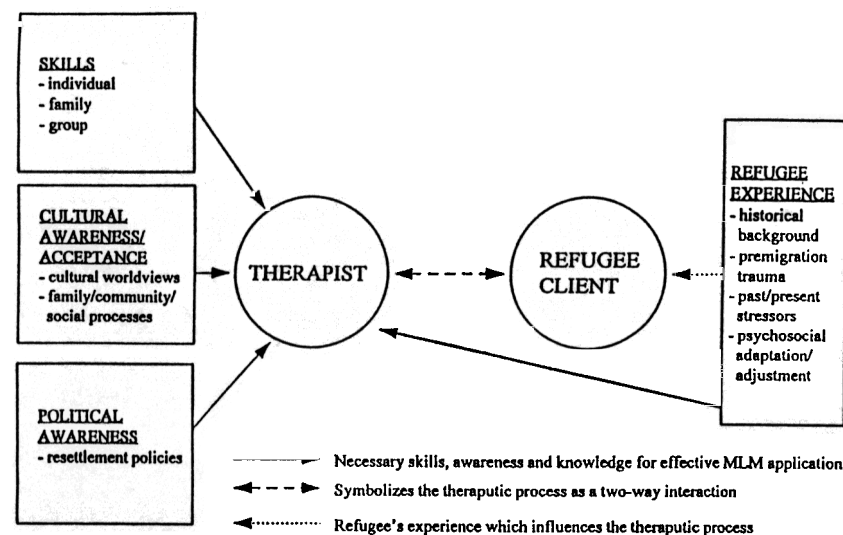 SKILLS
- individual
- family
- group
CULTURAL
AWARENESS/
ACCEPTANCE
- cultural worldviews
- family/community/
social processes
POLITICAL
AWARENESS
- resettlement policies
THERAPIST
REFUGEE
CLIENT
REFUGEE
EXPERIENCE
- historical
background
- premigration
trauma
- past/present
stressors
- psychosocial
adaptation/
adjustment
Necessary skills, awareness and knowledge for effective MLM application
Symbolizes the theraputic process as a two-way interaction
Refugee's experience which influences the theraputic process